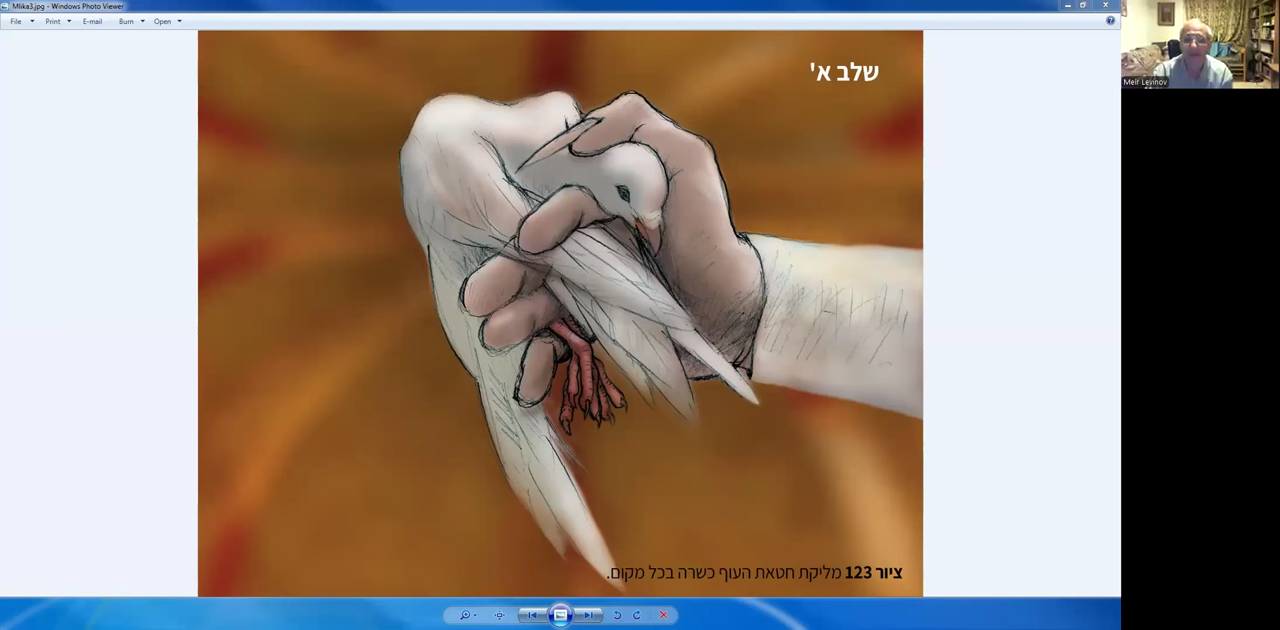 Mlika3.jpg - Windows Photo Viewer
File Print E-mail Burn Open
שלב א'
Meir Levinov
ציור 123 מליקת חטאת העוף כשרה בכל מקום.